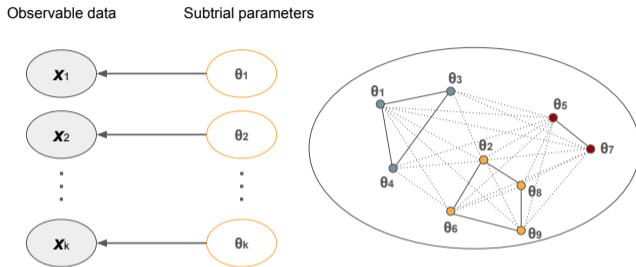 Observable data
Subtrial parameters
x₁
θ₁
x₂
θ₂
xₖ
θₖ
θ₁
θ₃
θ₅
θ₂
θ₇
θ₄
θ₈
θ₆
θ₉